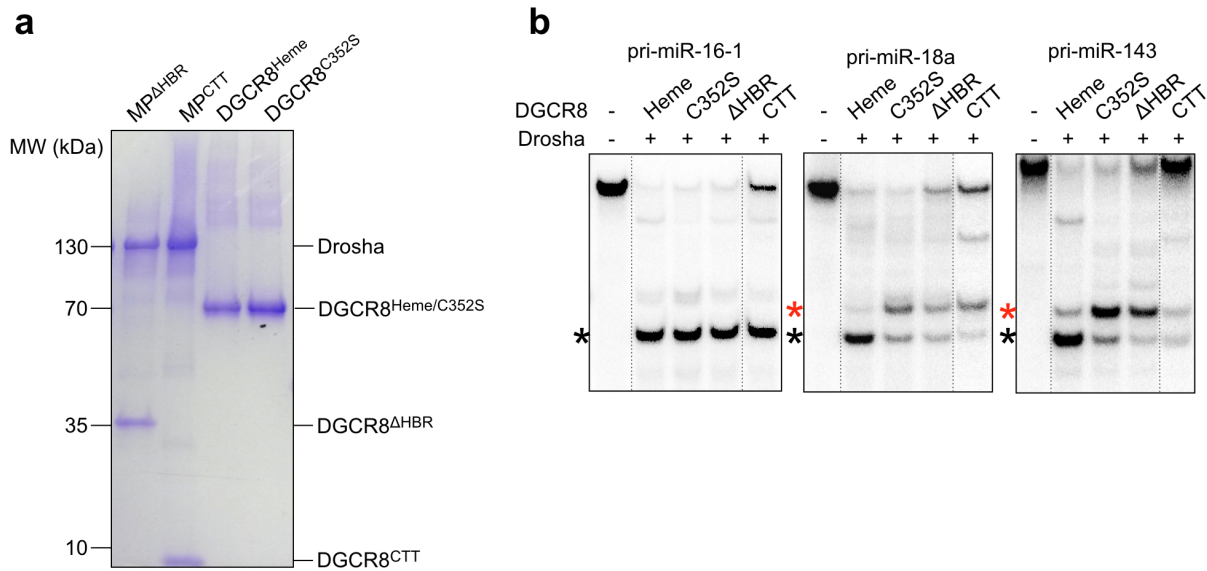 a
MP^ΔHBR
MP^CTT
DGCR8^Heme
DGCR8^C352S
MW (kDa)
130
70
35
10
Drosha
DGCR8^Heme/C352S
DGCR8^ΔHBR
DGCR8^CTT
b
pri-miR-16-1
pri-miR-18a
pri-miR-143
DGCR8 - Heme C352S ΔHBR CTT - Heme C352S ΔHBR CTT - Heme C352S ΔHBR CTT
Drosha - + + + + - + + + + - + + + +
* *
* * *